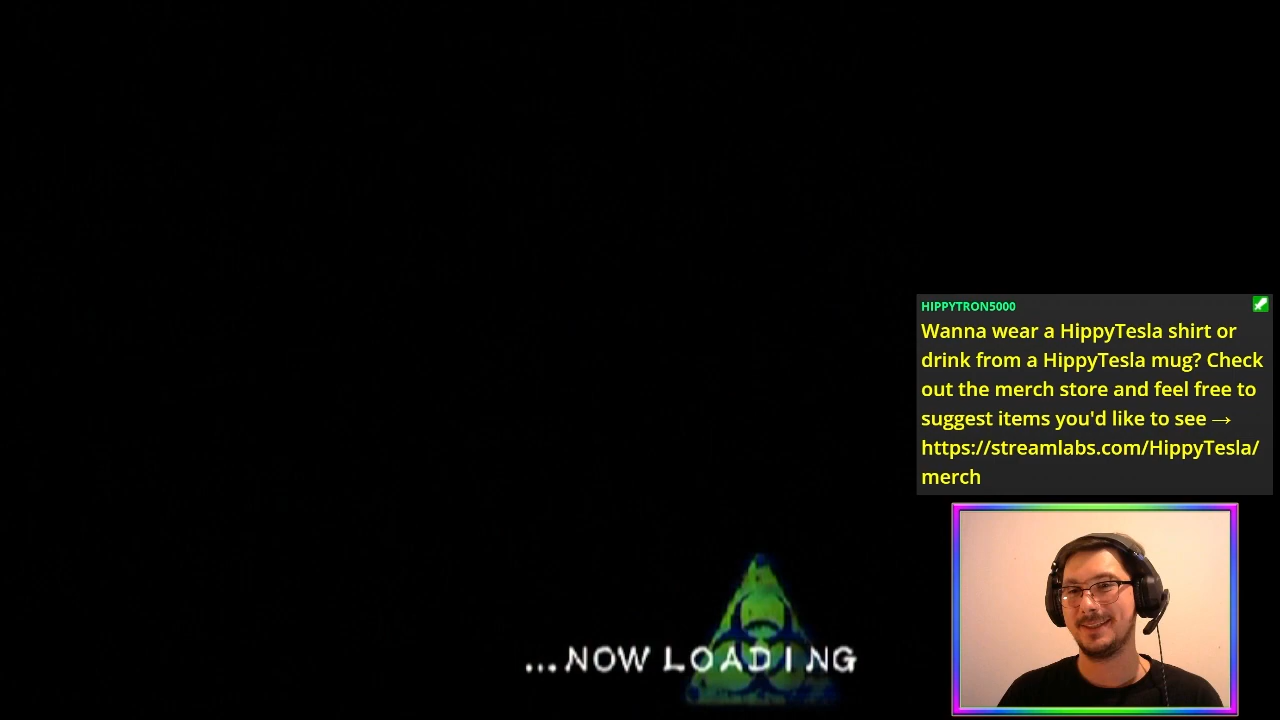 HIPPYTRON5000
Wanna wear a HippyTesla shirt or
drink from a HippyTesla mug? Check
out the merch store and feel free to
suggest items you'd like to see →
https://streamlabs.com/HippyTesla/
merch
...NOW LOADING